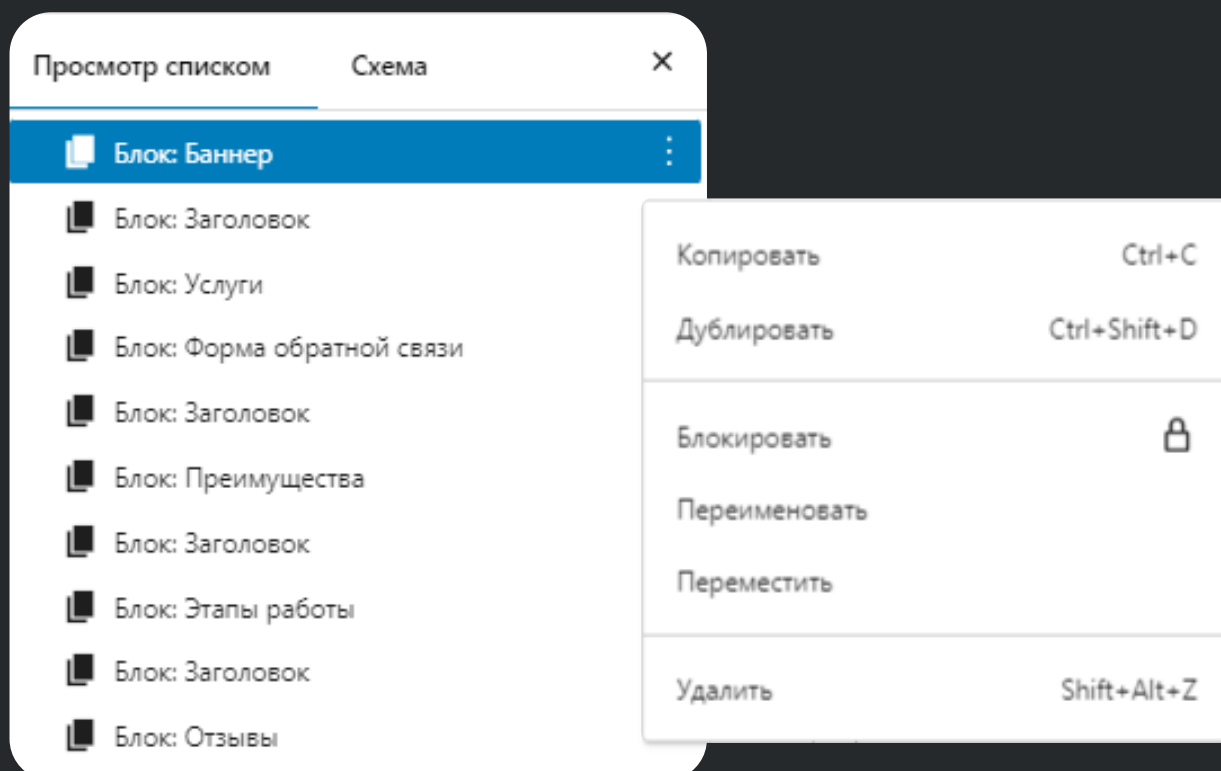 Просмотр списком Схема
Блок: Баннер
Блок: Заголовок
Блок: Услуги
Блок: Форма обратной связи
Блок: Заголовок
Блок: Преимущества
Блок: Заголовок
Блок: Этапы работы
Блок: Заголовок
Блок: Отзывы
Копировать Ctrl+C
Дублировать Ctrl+Shift+D
Блокировать
Переименовать
Переместить
Удалить Shift+Alt+Z